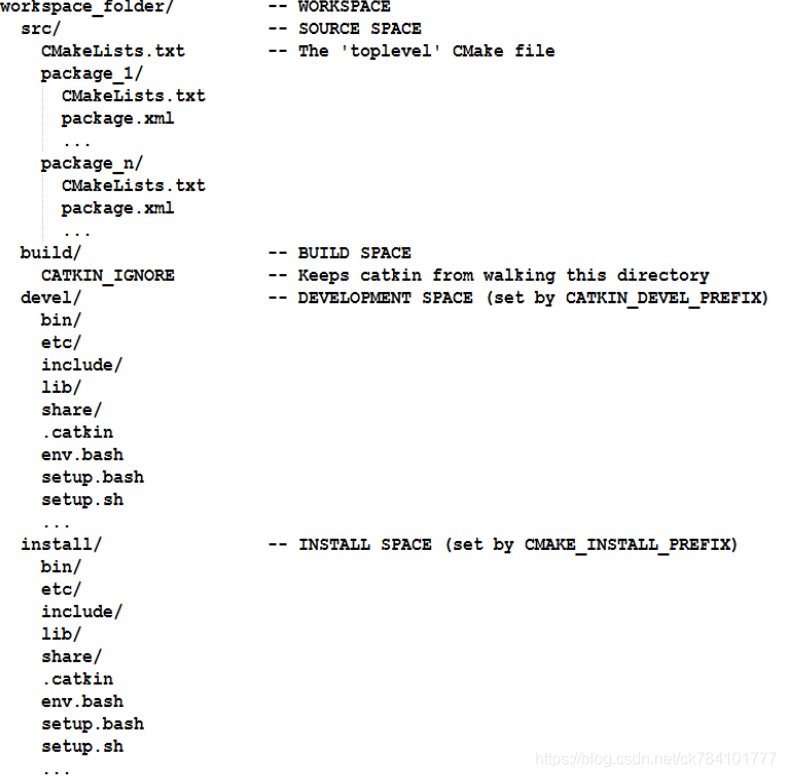 workspace_folder/ -- WORKSPACE
src/ -- SOURCE SPACE
CMakeLists.txt -- The 'toplevel' CMake file
package_1/
CMakeLists.txt
package.xml
...
package_n/
CMakeLists.txt
package.xml
...
build/ -- BUILD SPACE
CATKIN_IGNORE -- Keeps catkin from walking this directory
devel/ -- DEVELOPMENT SPACE (set by CATKIN_DEVEL_PREFIX)
bin/
etc/
include/
lib/
share/
.catkin
env.bash
setup.bash
setup.sh
...
install/ -- INSTALL SPACE (set by CMAKE_INSTALL_PREFIX)
bin/
etc/
include/
lib/
share/
.catkin
env.bash
setup.bash
setup.sh
...
https://blog.csdn.net/ck784101777